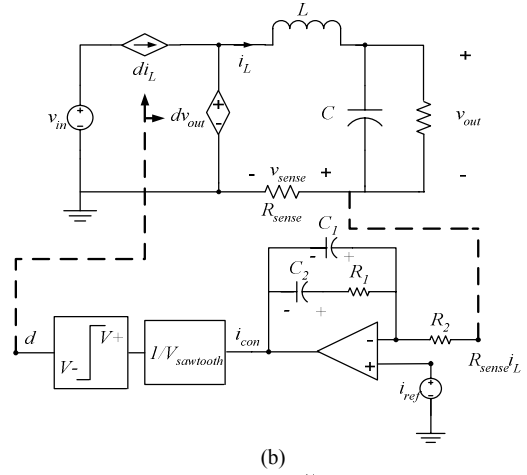 L
di_L
i_L
v_in
dv_out
C
v_out
+
-
+
-
- v_sense +
R_sense
C_1
- +
C_2
R_1
- +
d
V+
V-
1/V_sawtooth
i_con
-
+
R_2
R_sense i_L
i_ref
+
-
(b)